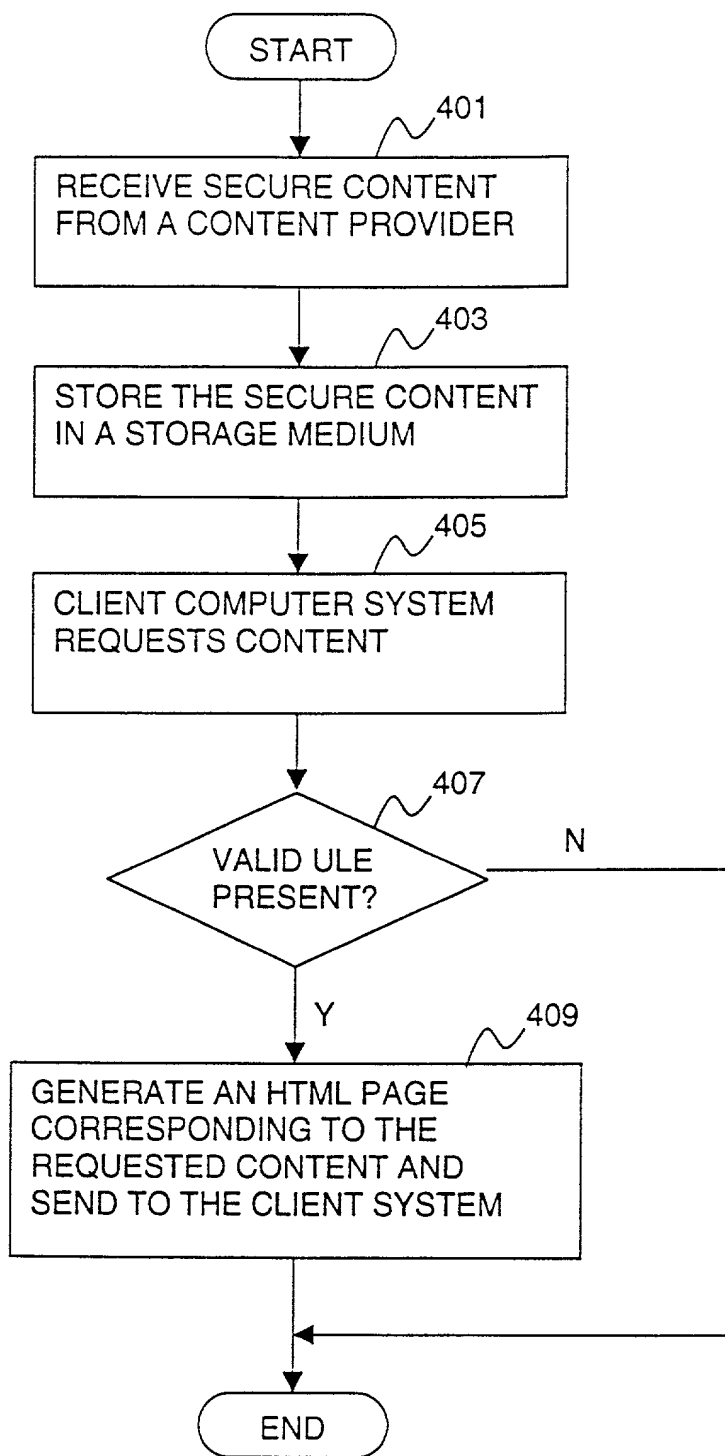 START
401
RECEIVE SECURE CONTENT
FROM A CONTENT PROVIDER
403
STORE THE SECURE CONTENT
IN A STORAGE MEDIUM
405
CLIENT COMPUTER SYSTEM
REQUESTS CONTENT
407
VALID ULE
PRESENT?
N
Y
409
GENERATE AN HTML PAGE
CORRESPONDING TO THE
REQUESTED CONTENT AND
SEND TO THE CLIENT SYSTEM
END